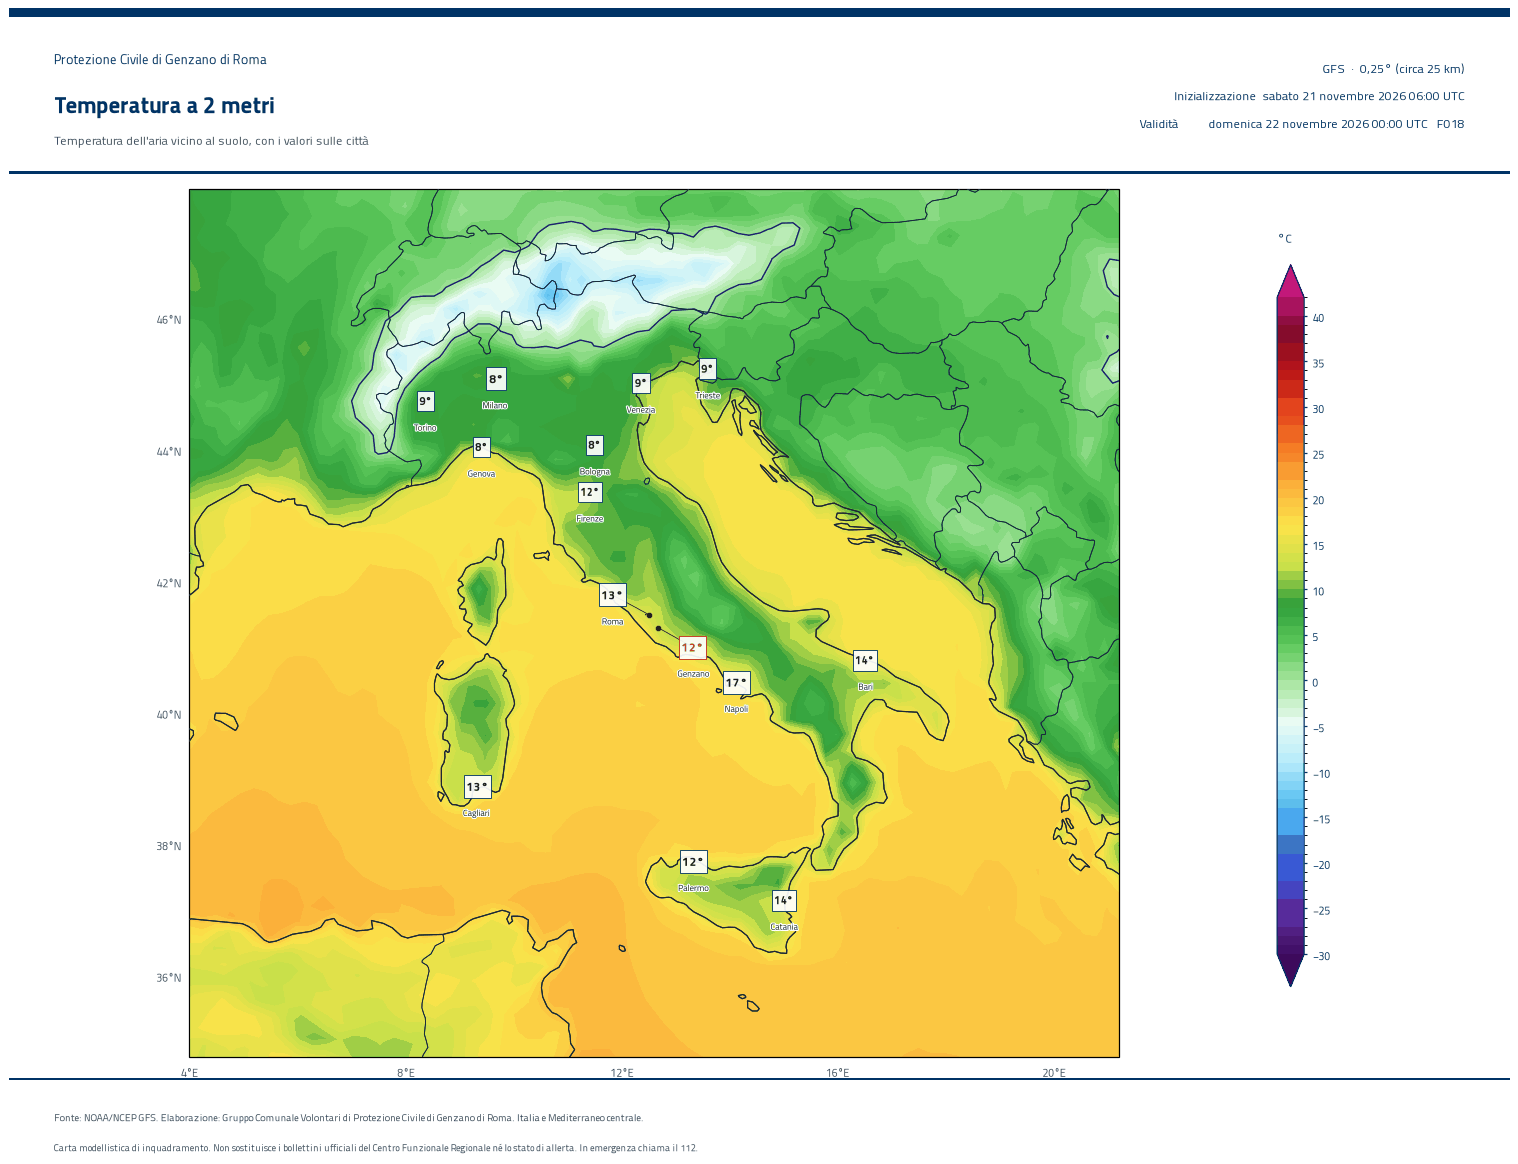 Protezione Civile di Genzano di Roma
Temperatura a 2 metri
Temperatura dell'aria vicino al suolo, con i valori sulle città
GFS · 0,25° (circa 25 km)
Inizializzazione sabato 21 novembre 2026 06:00 UTC
Validità domenica 22 novembre 2026 00:00 UTC F018
°C
40
35
30
25
20
15
10
5
0
−5
−10
−15
−20
−25
−30
46°N
44°N
42°N
40°N
38°N
36°N
4°E
8°E
12°E
16°E
20°E
9°
Torino
8°
Milano
9°
Venezia
9°
Trieste
8°
Genova
8°
Bologna
12°
Firenze
13°
Roma
12°
Genzano
17°
Napoli
14°
Bari
13°
Cagliari
12°
Palermo
14°
Catania
Fonte: NOAA/NCEP GFS. Elaborazione: Gruppo Comunale Volontari di Protezione Civile di Genzano di Roma. Italia e Mediterraneo centrale.
Carta modellistica di inquadramento. Non sostituisce i bollettini ufficiali del Centro Funzionale Regionale né lo stato di allerta. In emergenza chiama il 112.